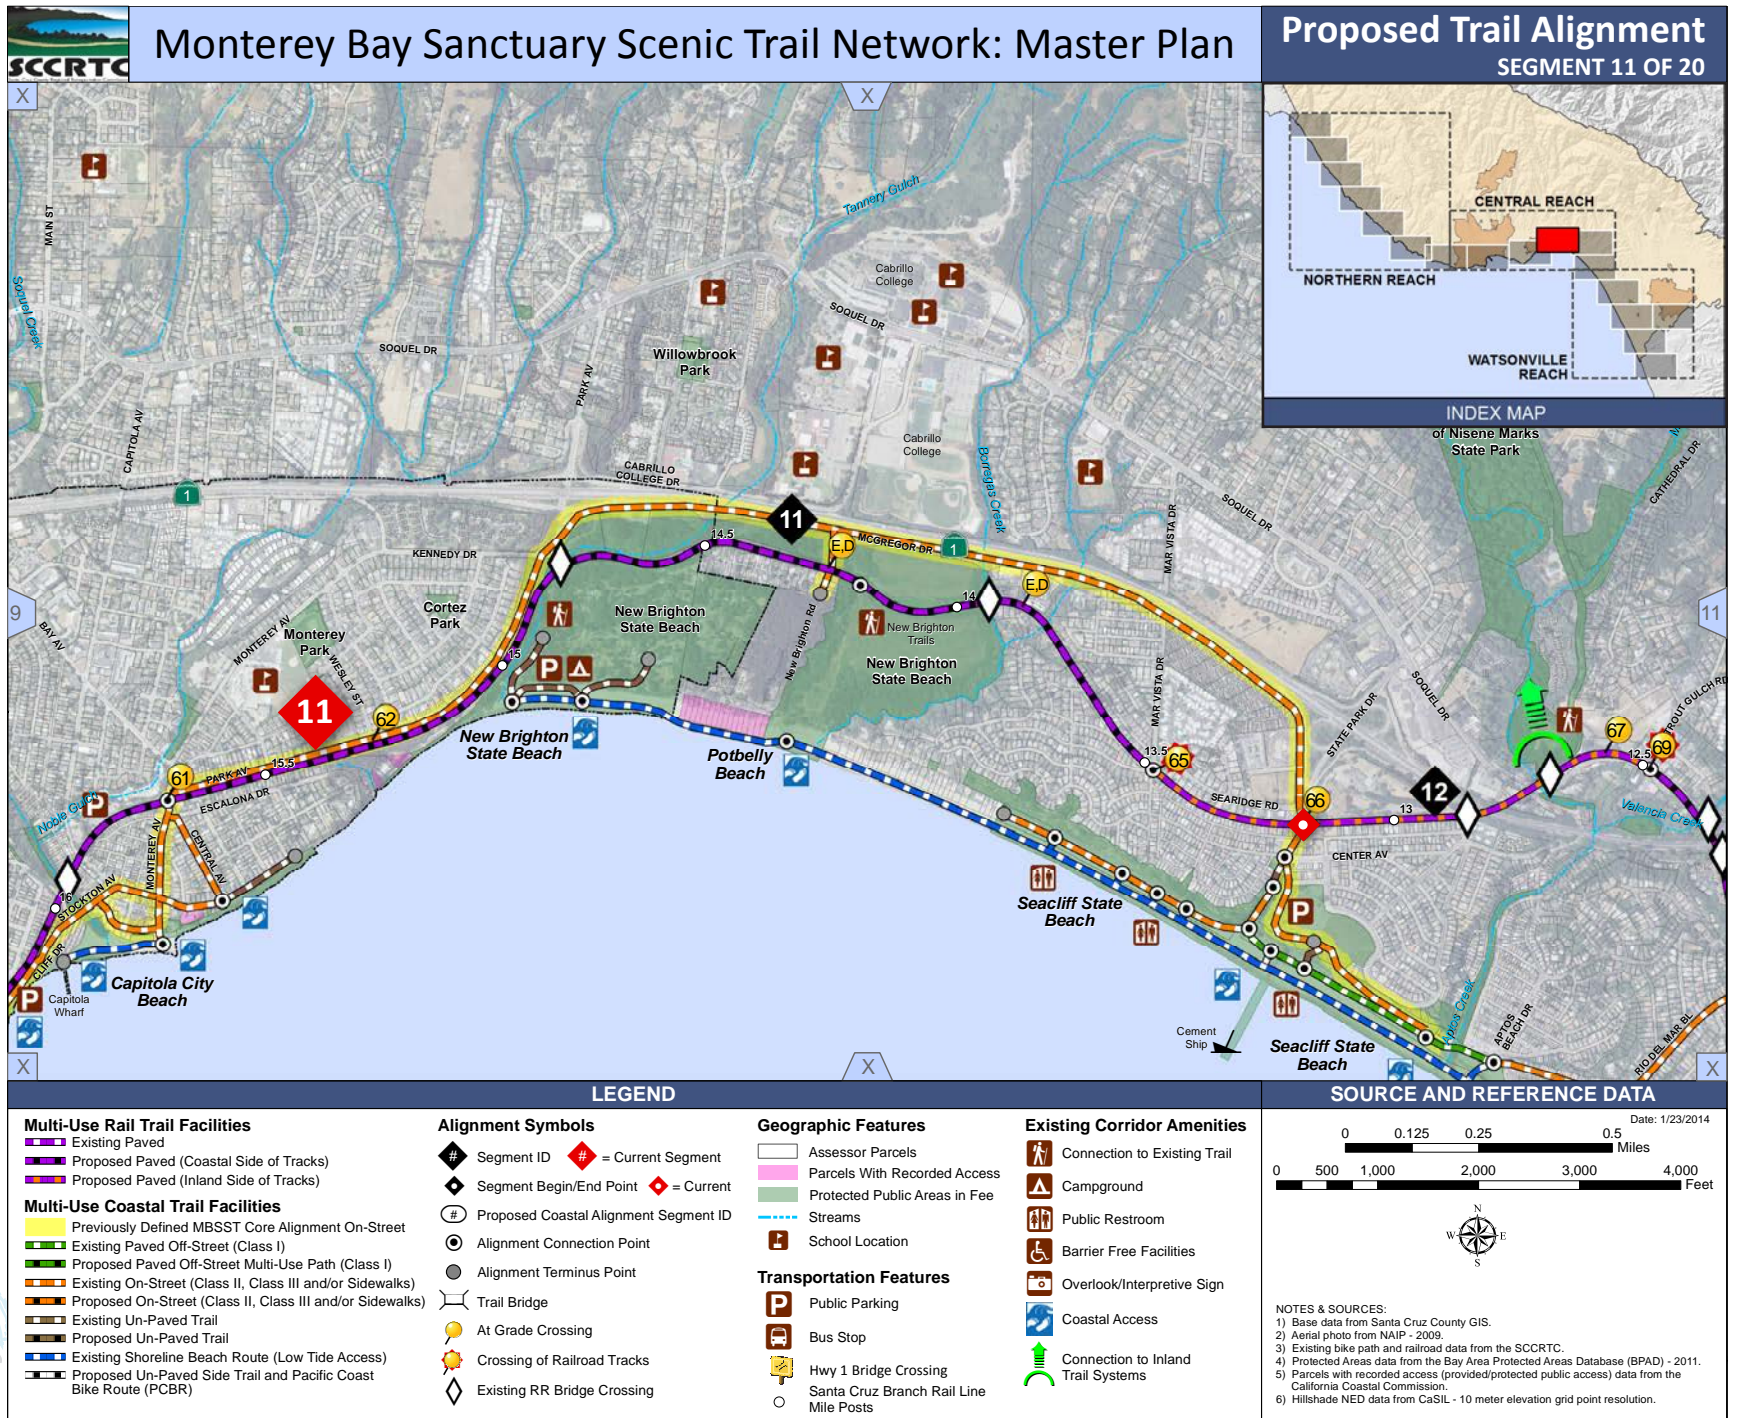 SCCRTC
Monterey Bay Sanctuary Scenic Trail Network: Master Plan
Proposed Trail Alignment
SEGMENT 11 OF 20
X
X
CENTRAL REACH
NORTHERN REACH
WATSONVILLE
REACH
INDEX MAP
of Nisene Marks
State Park
MAIN ST
Soquel Creek
Tannery Gulch
Cabrillo
College
SOQUEL DR
SOQUEL DR
Willowbrook
Park
PARK AV
CAPITOLA AV
Cabrillo
College
CABRILLO
COLLEGE DR
Borregas Creek
SOQUEL DR
CATHEDRAL DR
1
11
14.5
E,D
MCGREGOR DR
1
MAR VISTA DR
KENNEDY DR
E,D
14
9
11
BAY AV
Cortez
Park
MONTEREY AV
Monterey
Park
WESLEY ST
New Brighton
State Beach
New Brighton Rd
New Brighton
Trails
New Brighton
State Beach
15
P
11
62
MAR VISTA DR
STATE PARK DR
SOQUEL DR
TROUT GULCH RD
New Brighton
State Beach
Potbelly
Beach
13.5
65
67
12.5
69
61
PARK AV
15.5
ESCALONA DR
Noble Gulch
P
SEARIDGE RD
66
13
12
Valencia Creek
CENTER AV
MONTEREY AV
CENTRAL AV
16
STOCKTON AV
CLIFF DR
Seacliff State
Beach
P
Capitola City
Beach
P
Capitola
Wharf
Cement
Ship
Seacliff State
Beach
Aptos Creek
APTOS
BEACH DR
RIO DEL MAR BL
X
X
X
LEGEND
Multi-Use Rail Trail Facilities
Existing Paved
Proposed Paved (Coastal Side of Tracks)
Proposed Paved (Inland Side of Tracks)
Multi-Use Coastal Trail Facilities
Previously Defined MBSST Core Alignment On-Street
Existing Paved Off-Street (Class I)
Proposed Paved Off-Street Multi-Use Path (Class I)
Existing On-Street (Class II, Class III and/or Sidewalks)
Proposed On-Street (Class II, Class III and/or Sidewalks)
Existing Un-Paved Trail
Proposed Un-Paved Trail
Existing Shoreline Beach Route (Low Tide Access)
Proposed Un-Paved Side Trail and Pacific Coast
Bike Route (PCBR)
Alignment Symbols
# Segment ID # = Current Segment
Segment Begin/End Point = Current
# Proposed Coastal Alignment Segment ID
Alignment Connection Point
Alignment Terminus Point
Trail Bridge
At Grade Crossing
Crossing of Railroad Tracks
Existing RR Bridge Crossing
Geographic Features
Assessor Parcels
Parcels With Recorded Access
Protected Public Areas in Fee
Streams
School Location
Transportation Features
P Public Parking
Bus Stop
Hwy 1 Bridge Crossing
Santa Cruz Branch Rail Line
Mile Posts
Existing Corridor Amenities
Connection to Existing Trail
Campground
Public Restroom
Barrier Free Facilities
Overlook/Interpretive Sign
Coastal Access
Connection to Inland
Trail Systems
SOURCE AND REFERENCE DATA
Date: 1/23/2014
0 0.125 0.25 0.5
Miles
0 500 1,000 2,000 3,000 4,000
Feet
N
W E
S
NOTES & SOURCES:
1) Base data from Santa Cruz County GIS.
2) Aerial photo from NAIP - 2009.
3) Existing bike path and railroad data from the SCCRTC.
4) Protected Areas data from the Bay Area Protected Areas Database (BPAD) - 2011.
5) Parcels with recorded access (provided/protected public access) data from the
California Coastal Commission.
6) Hillshade NED data from CaSIL - 10 meter elevation grid point resolution.